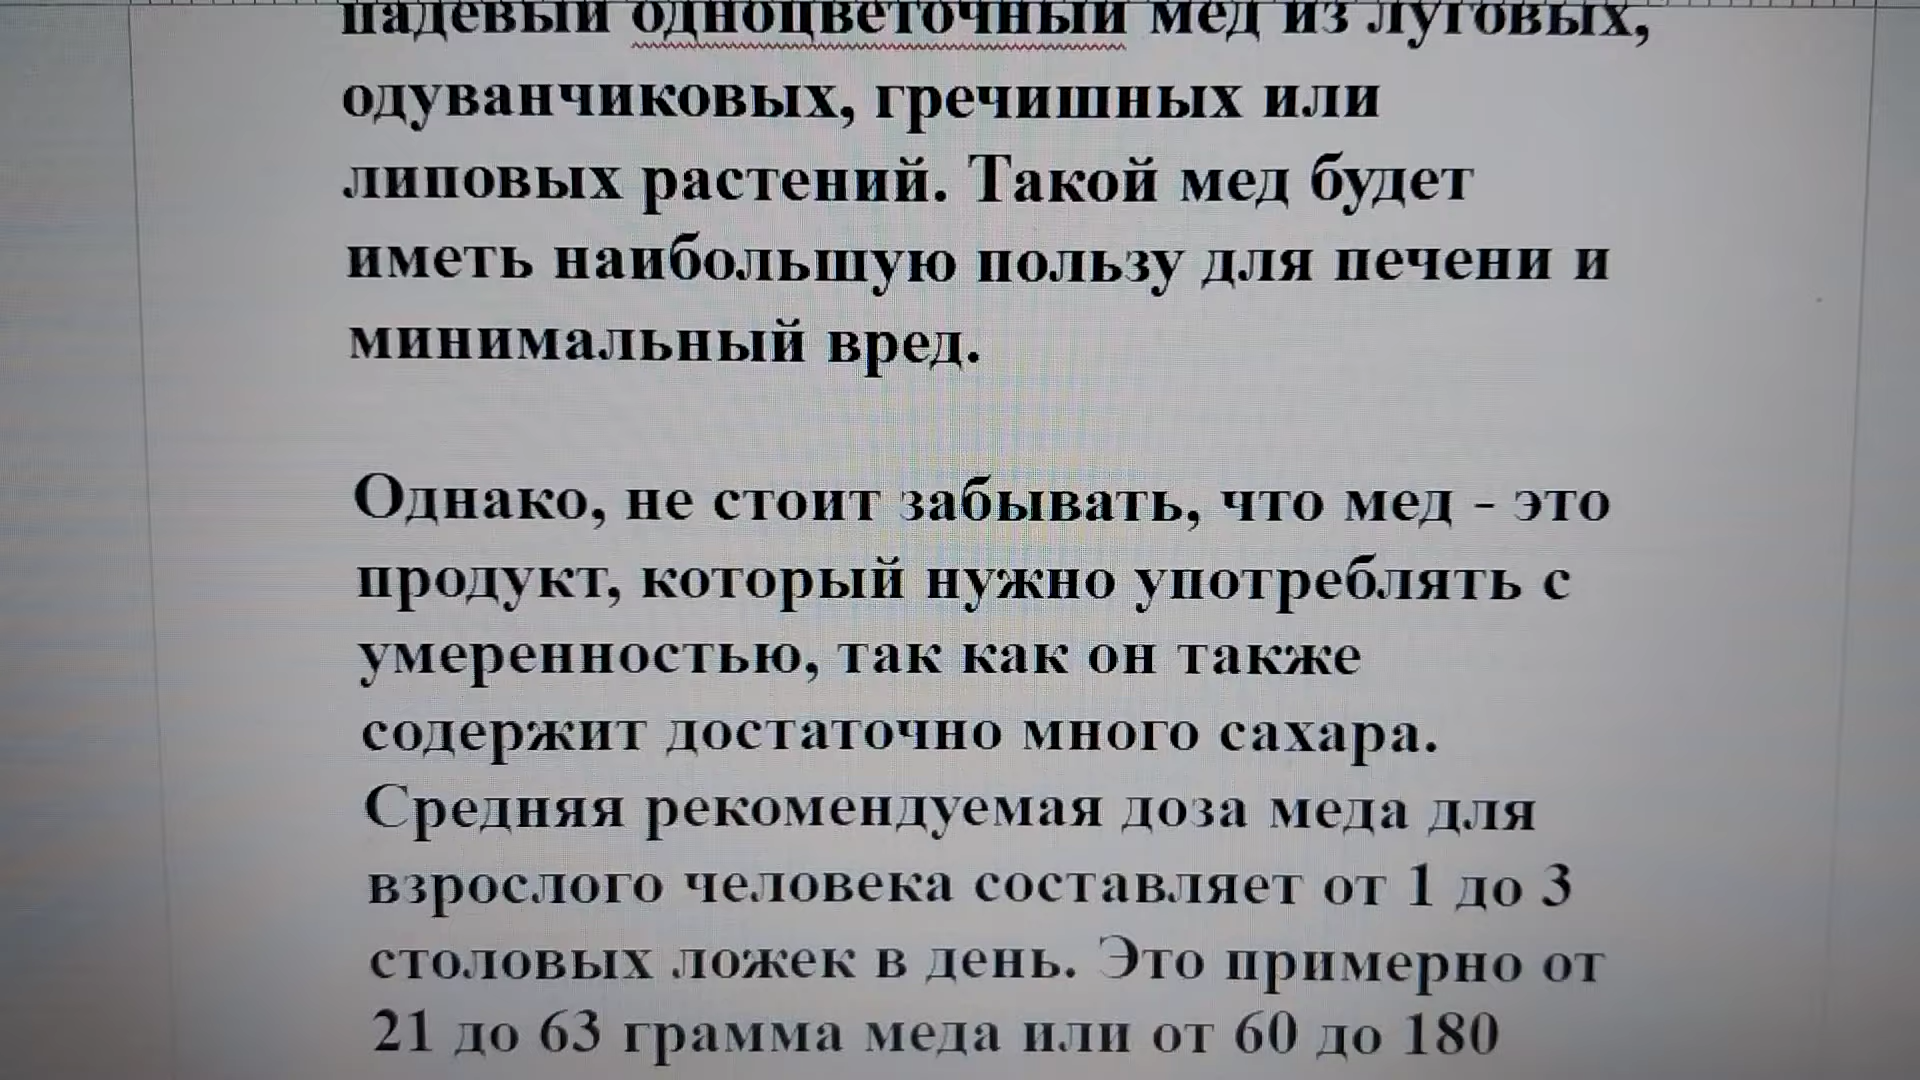 падевый одноцветочный мед из луговых,
одуванчиковых, гречишных или
липовых растений. Такой мед будет
иметь наибольшую пользу для печени и
минимальный вред.
Однако, не стоит забывать, что мед - это
продукт, который нужно употреблять с
умеренностью, так как он также
содержит достаточно много сахара.
Средняя рекомендуемая доза меда для
взрослого человека составляет от 1 до 3
столовых ложек в день. Это примерно от
21 до 63 грамма меда или от 60 до 180